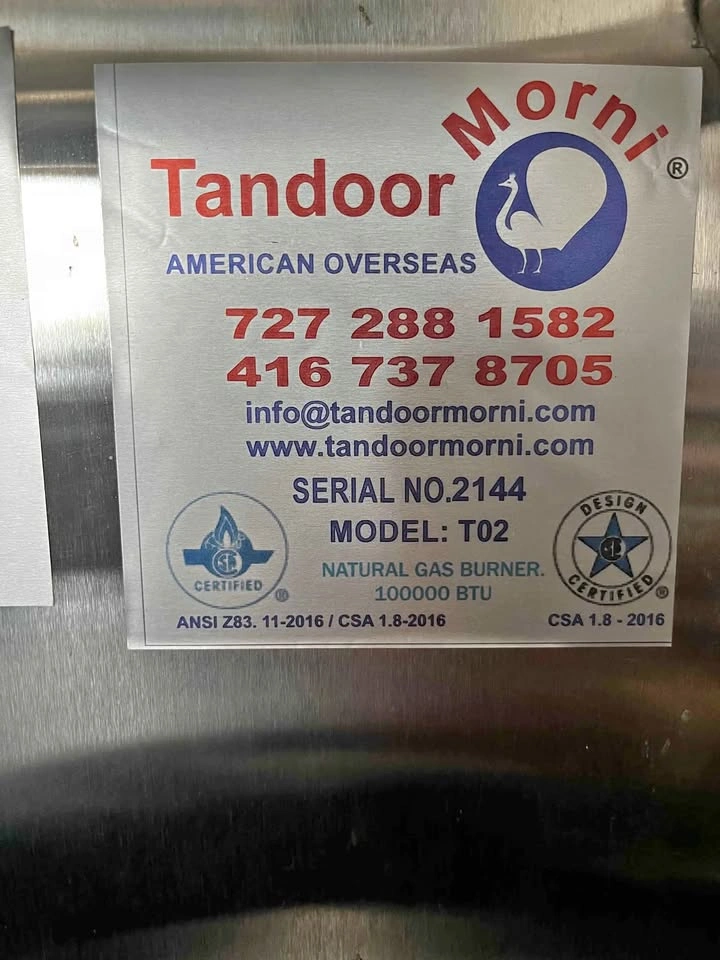 Tandoor Morni ®
AMERICAN OVERSEAS
727 288 1582
416 737 8705
info@tandoormorni.com
www.tandoormorni.com
SERIAL NO.2144
MODEL: T02
NATURAL GAS BURNER.
100000 BTU
CERTIFIED ®
ANSI Z83. 11-2016 / CSA 1.8-2016
DESIGN
CERTIFIED ®
CSA 1.8 - 2016